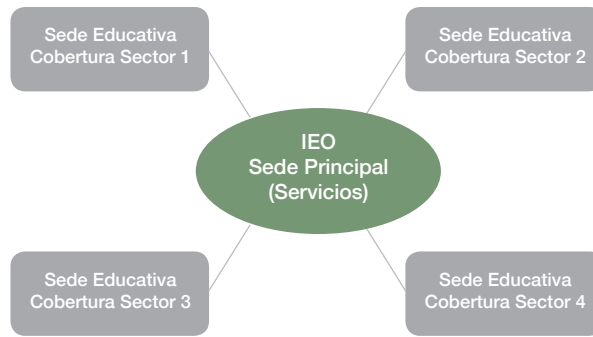 Sede Educativa
Cobertura Sector 1
Sede Educativa
Cobertura Sector 2
IEO
Sede Principal
(Servicios)
Sede Educativa
Cobertura Sector 3
Sede Educativa
Cobertura Sector 4